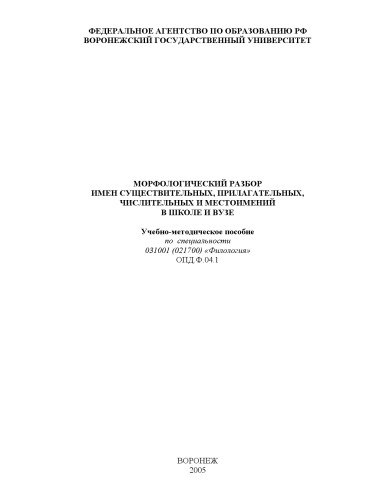 ФЕДЕРАЛЬНОЕ АГЕНТСТВО ПО ОБРАЗОВАНИЮ РФ
ВОРОНЕЖСКИЙ ГОСУДАРСТВЕННЫЙ УНИВЕРСИТЕТ
МОРФОЛОГИЧЕСКИЙ РАЗБОР
ИМЕН СУЩЕСТВИТЕЛЬНЫХ, ПРИЛАГАТЕЛЬНЫХ,
ЧИСЛИТЕЛЬНЫХ И МЕСТОИМЕНИЙ
В ШКОЛЕ И ВУЗЕ
Учебно-методическое пособие
по специальности
031001 (021700) «Филология»
ОПД.Ф.04.1
ВОРОНЕЖ
2005